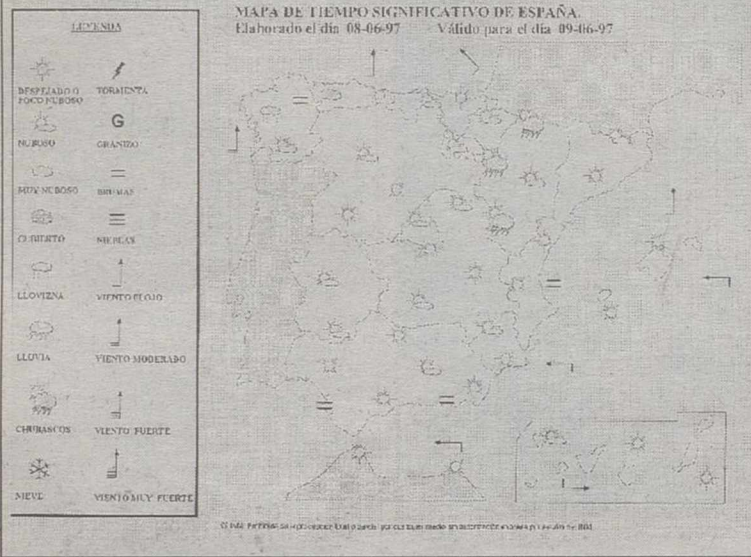 MAPA DE TIEMPO SIGNIFICATIVO DE ESPAÑA.
Elaborado el día 08-06-97 Válido para el día 09-06-97
LEYENDA
DESPEJADO O POCO NUBOSO
TORMENTA
NUBOSO
G
GRANIZO
MUY NUBOSO
BRUMAS
CUBIERTO
NIEBLAS
LLOVIZNA
VIENTO FLOJO
LLUVIA
VIENTO MODERADO
CHUBASCOS
VIENTO FUERTE
NIEVE
VIENTO MUY FUERTE